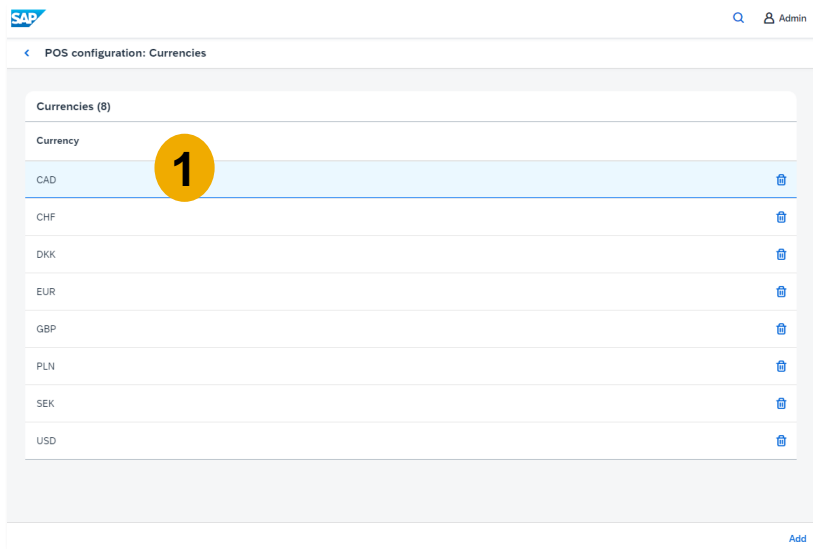 SAP
Admin
POS configuration: Currencies
Currencies (8)
Currency
1
CAD
CHF
DKK
EUR
GBP
PLN
SEK
USD
Add